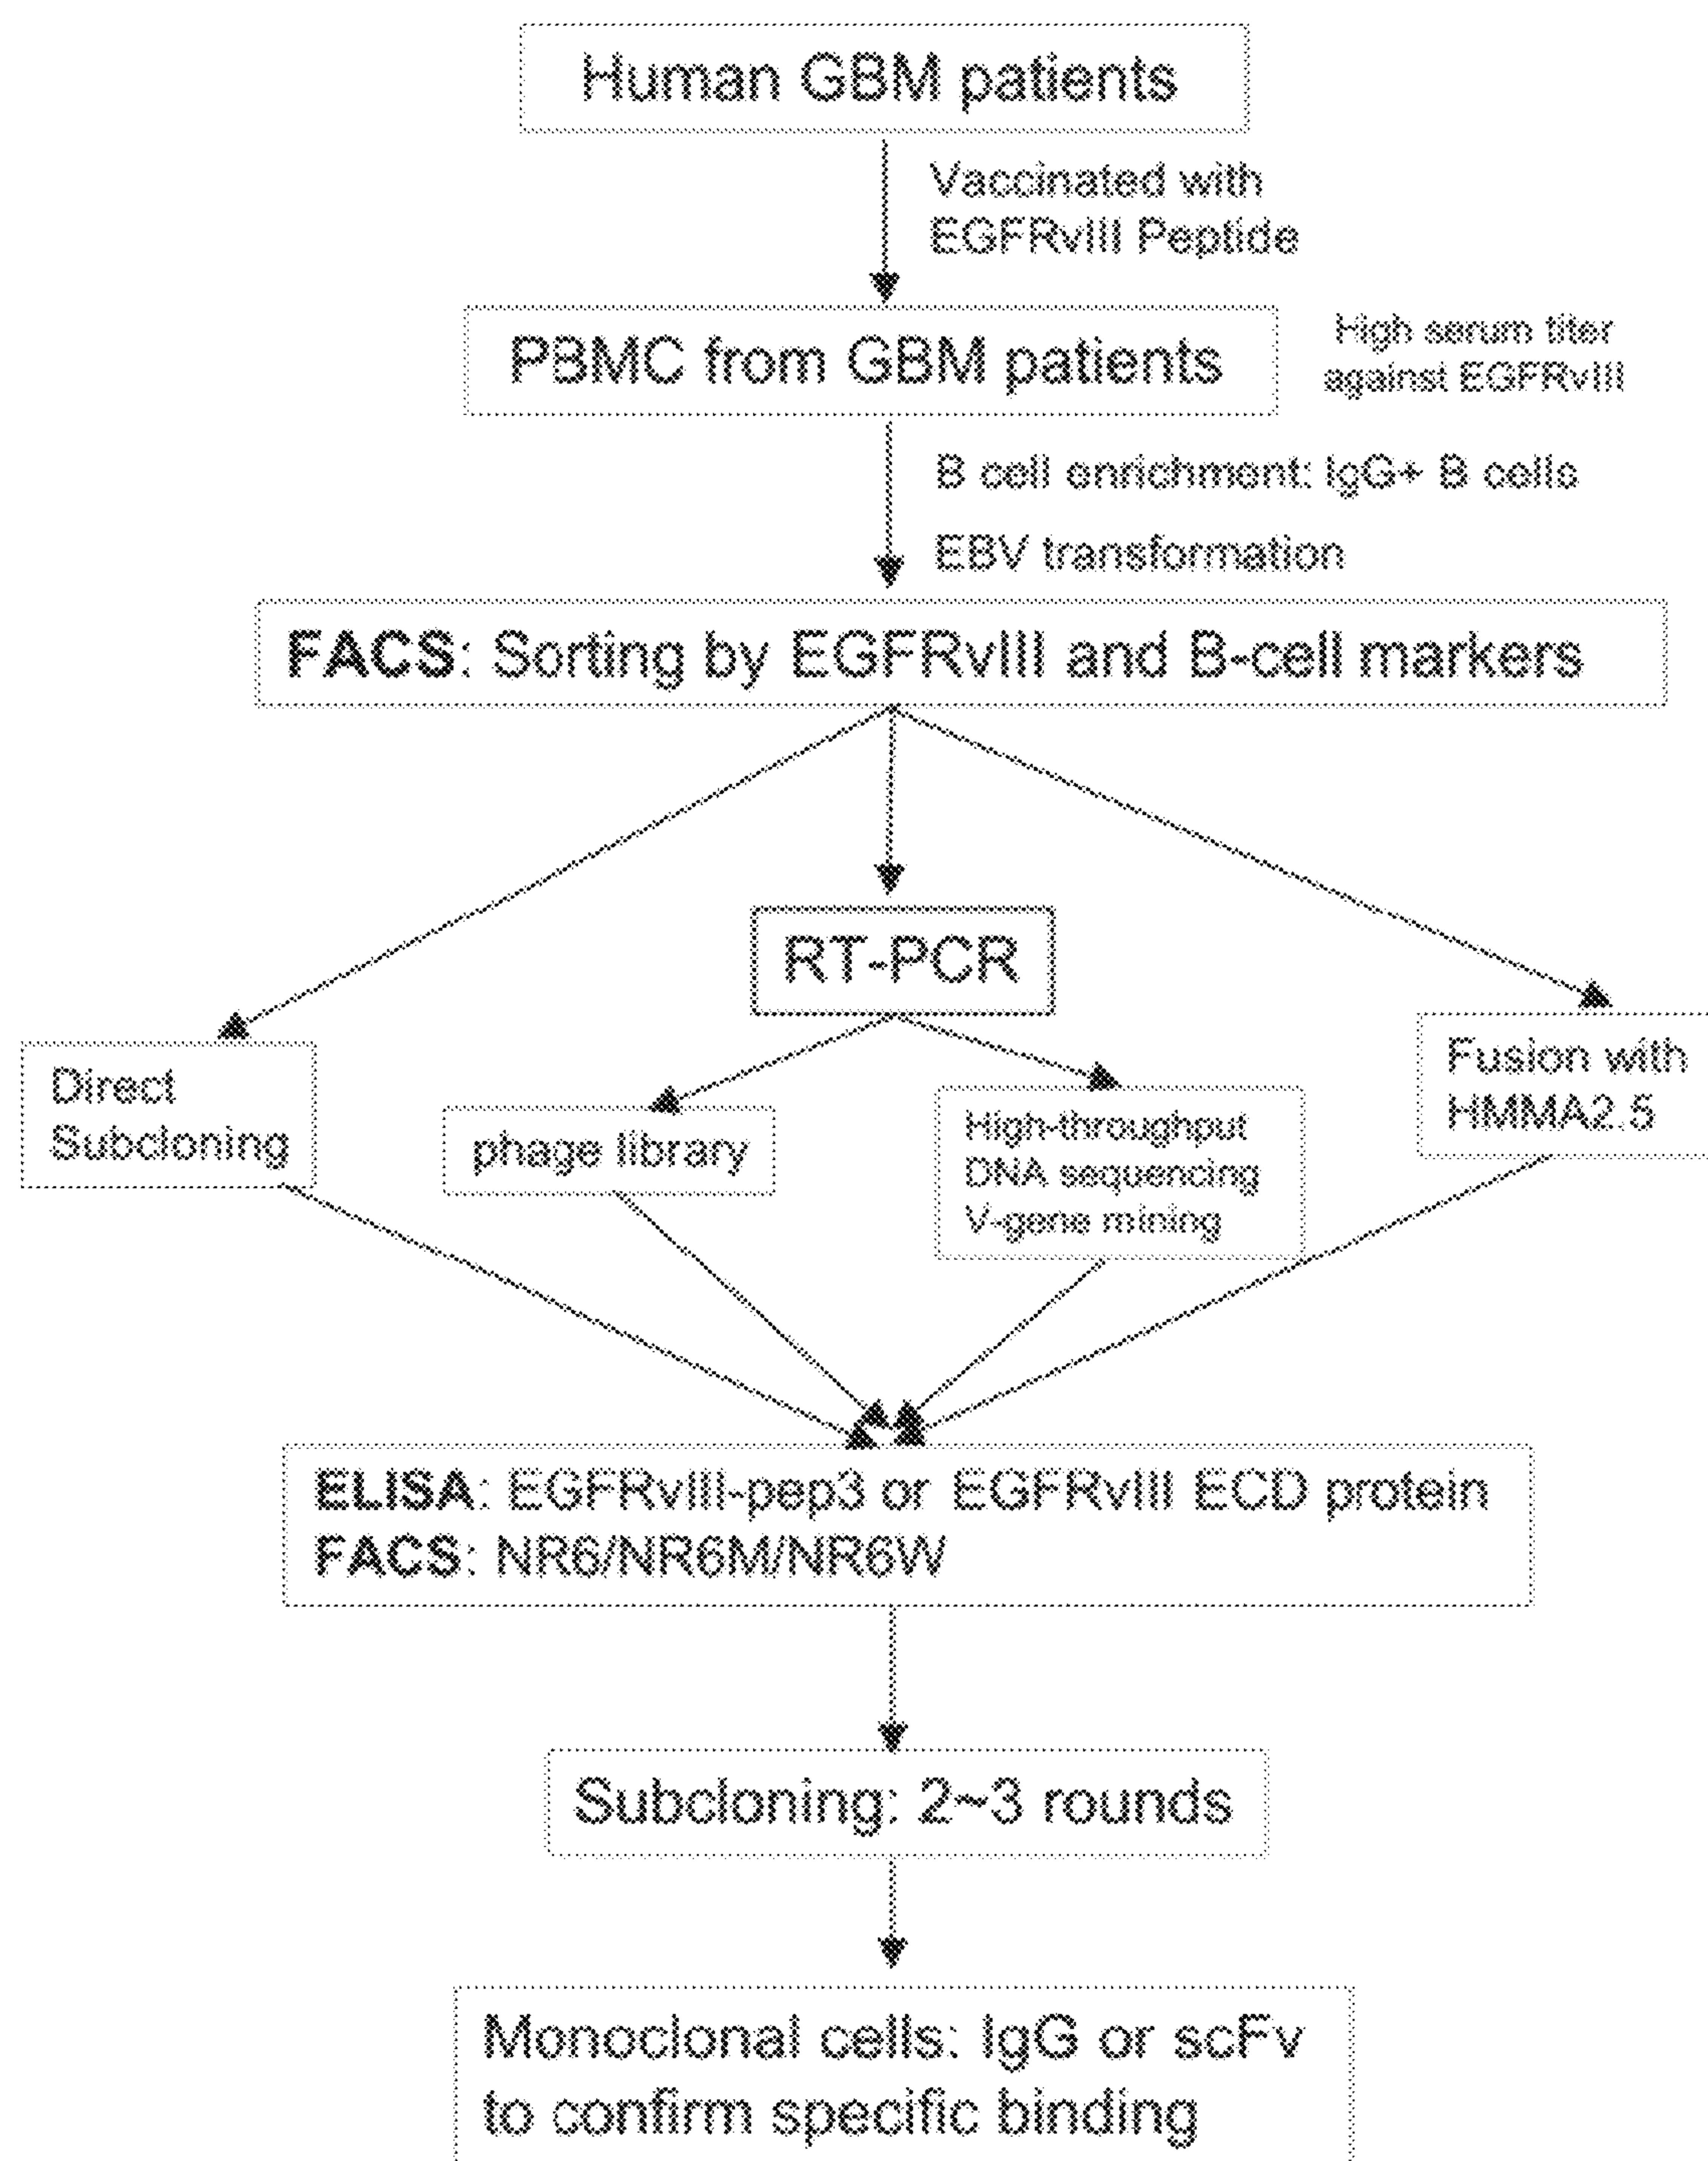 Human GBM patients
Vaccinated with
EGFRvIII Peptide
PBMC from GBM patients
High serum titer
against EGFRvIII
B cell enrichment: IgG+ B cells
EBV transformation
FACS: Sorting by EGFRvIII and B-cell markers
RT-PCR
Direct
Subcloning
phage library
High-throughput
DNA sequencing
V-gene mining
Fusion with
HMMA2.5
ELISA: EGFRvIII-pep3 or EGFRvIII ECD protein
FACS: NR6/NR6M/NR6W
Subcloning: 2~3 rounds
Monoclonal cells: IgG or scFv
to confirm specific binding